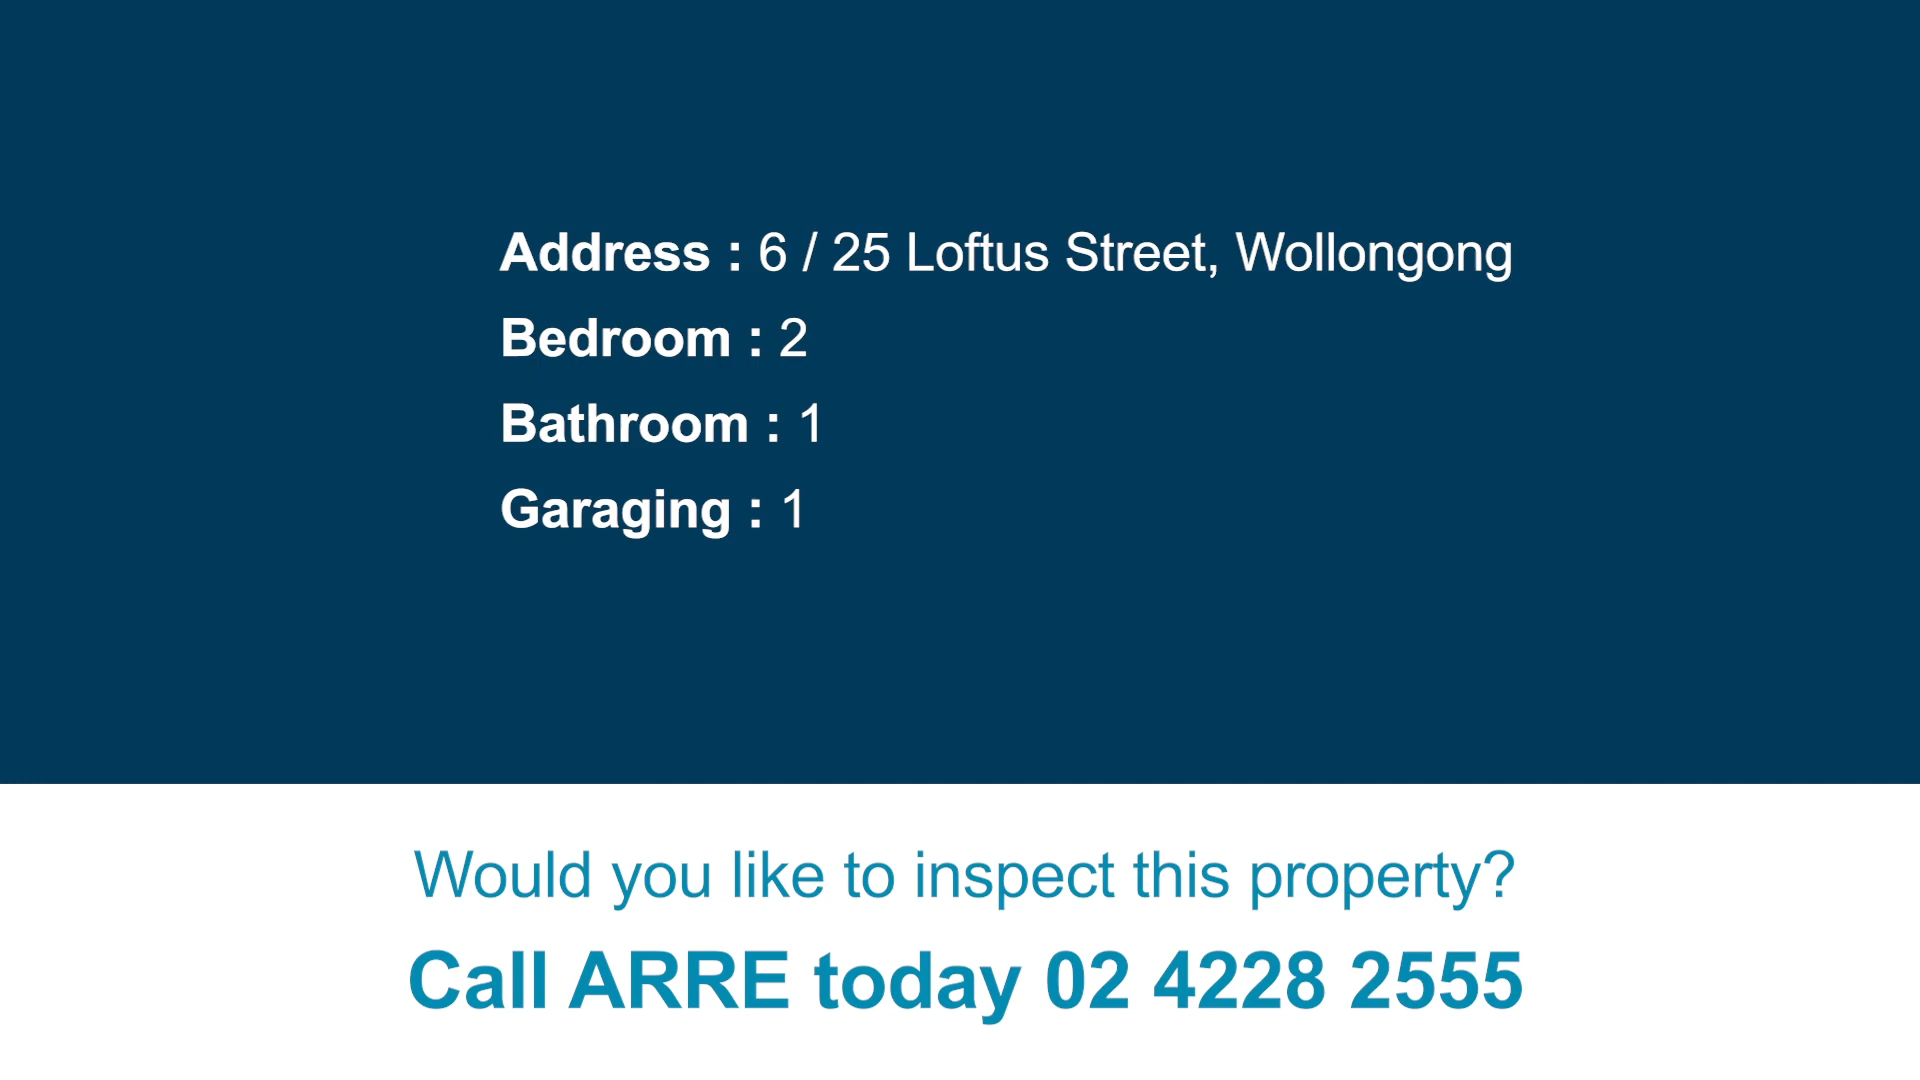 Address : 6 / 25 Loftus Street, Wollongong
Bedroom : 2
Bathroom : 1
Garaging : 1
Would you like to inspect this property?
Call ARRE today 02 4228 2555